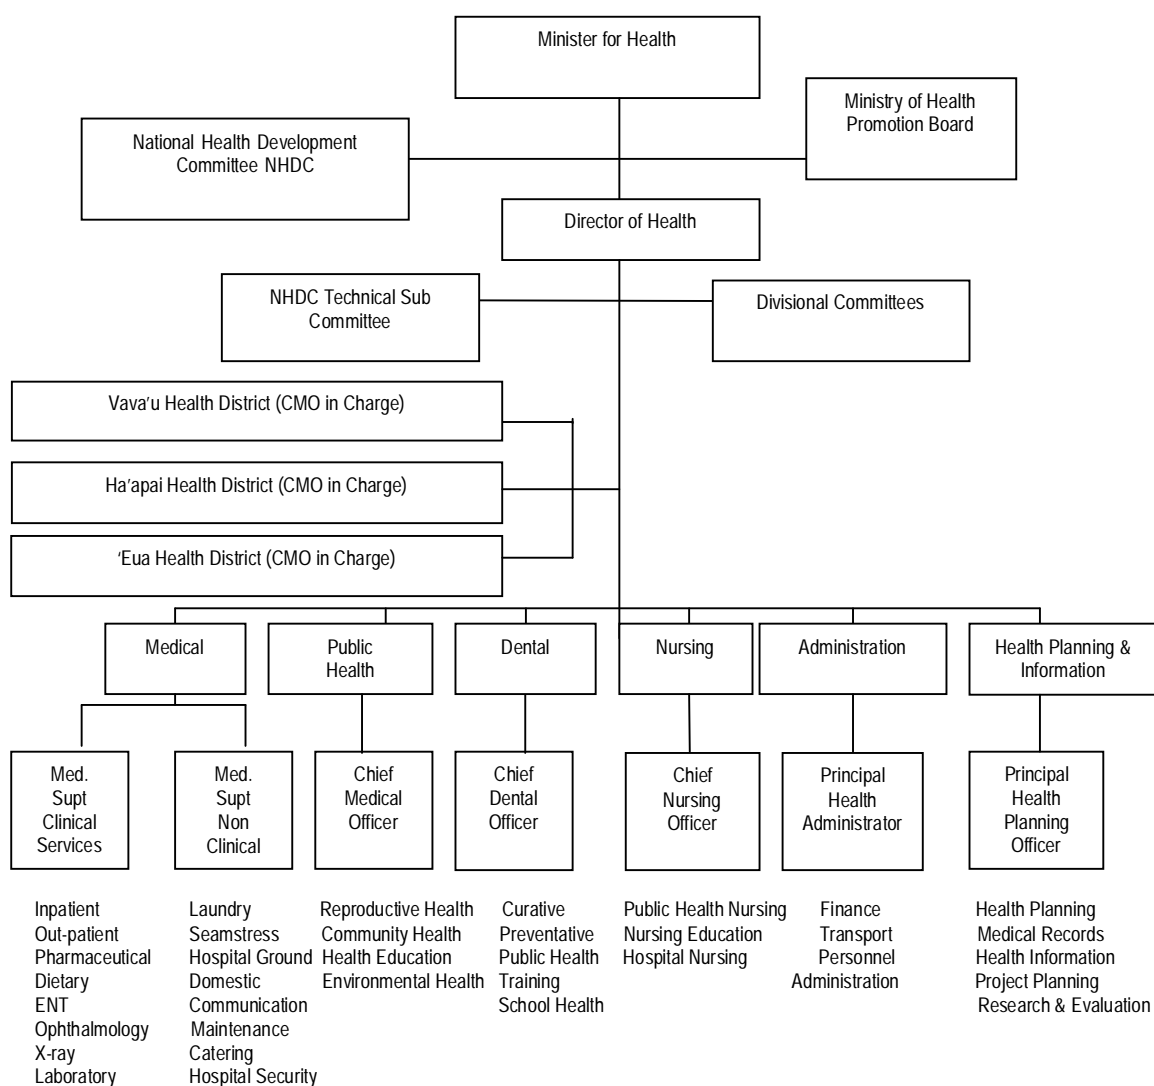 Minister for Health
Ministry of Health
Promotion Board
National Health Development
Committee NHDC
Director of Health
NHDC Technical Sub
Committee
Divisional Committees
Vava’u Health District (CMO in Charge)
Ha’apai Health District (CMO in Charge)
‘Eua Health District (CMO in Charge)
Medical
Public
Health
Dental
Nursing
Administration
Health Planning &
Information
Med.
Supt
Clinical
Services
Med.
Supt
Non
Clinical
Chief
Medical
Officer
Chief
Dental
Officer
Chief
Nursing
Officer
Principal
Health
Administrator
Principal
Health
Planning
Officer
Inpatient
Out-patient
Pharmaceutical
Dietary
ENT
Ophthalmology
X-ray
Laboratory
Laundry
Seamstress
Hospital Ground
Domestic
Communication
Maintenance
Catering
Hospital Security
Reproductive Health
Community Health
Health Education
Environmental Health
Curative
Preventative
Public Health
Training
School Health
Public Health Nursing
Nursing Education
Hospital Nursing
Finance
Transport
Personnel
Administration
Health Planning
Medical Records
Health Information
Project Planning
Research & Evaluation